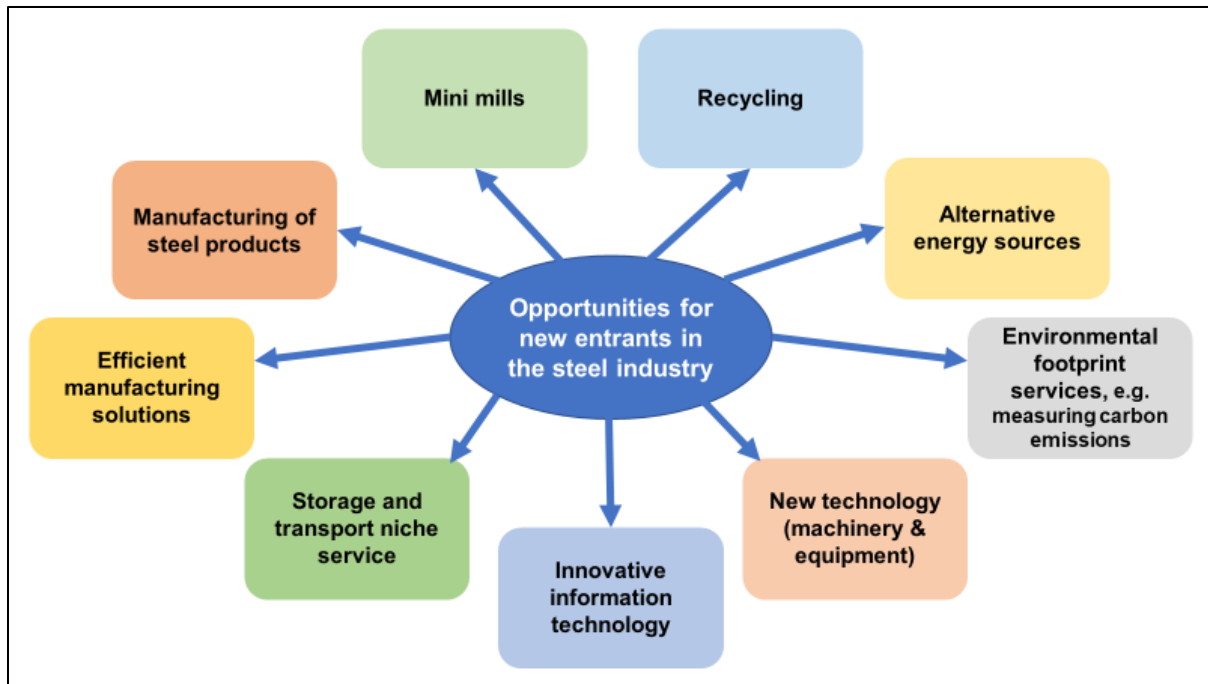 Mini mills
Recycling
Manufacturing of
steel products
Alternative
energy sources
Opportunities for
new entrants in
the steel industry
Efficient
manufacturing
solutions
Environmental
footprint
services, e.g.
measuring carbon
emissions
Storage and
transport niche
service
New technology
(machinery &
equipment)
Innovative
information
technology